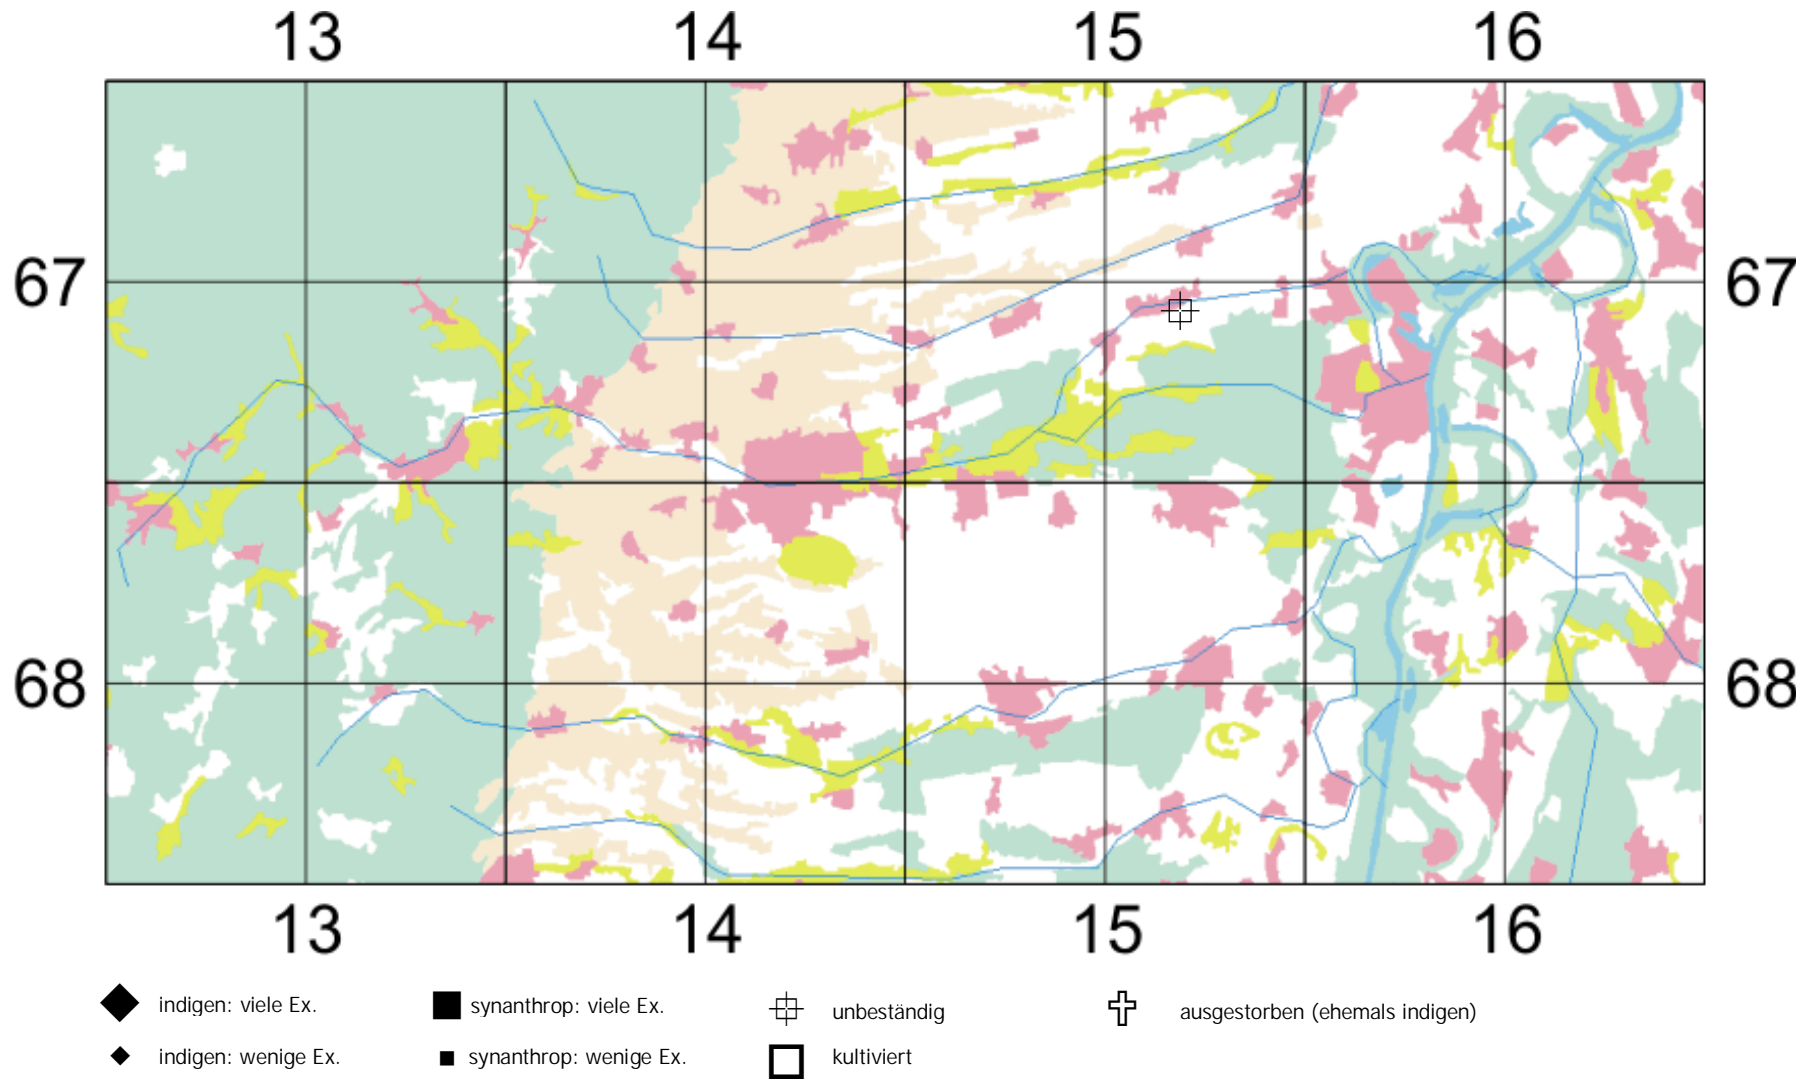 13 14 15 16
67 67
68 68
13 14 15 16
indigen: viele Ex. synanthrop: viele Ex. unbeständig ausgestorben (ehemals indigen)
indigen: wenige Ex. synanthrop: wenige Ex. kultiviert